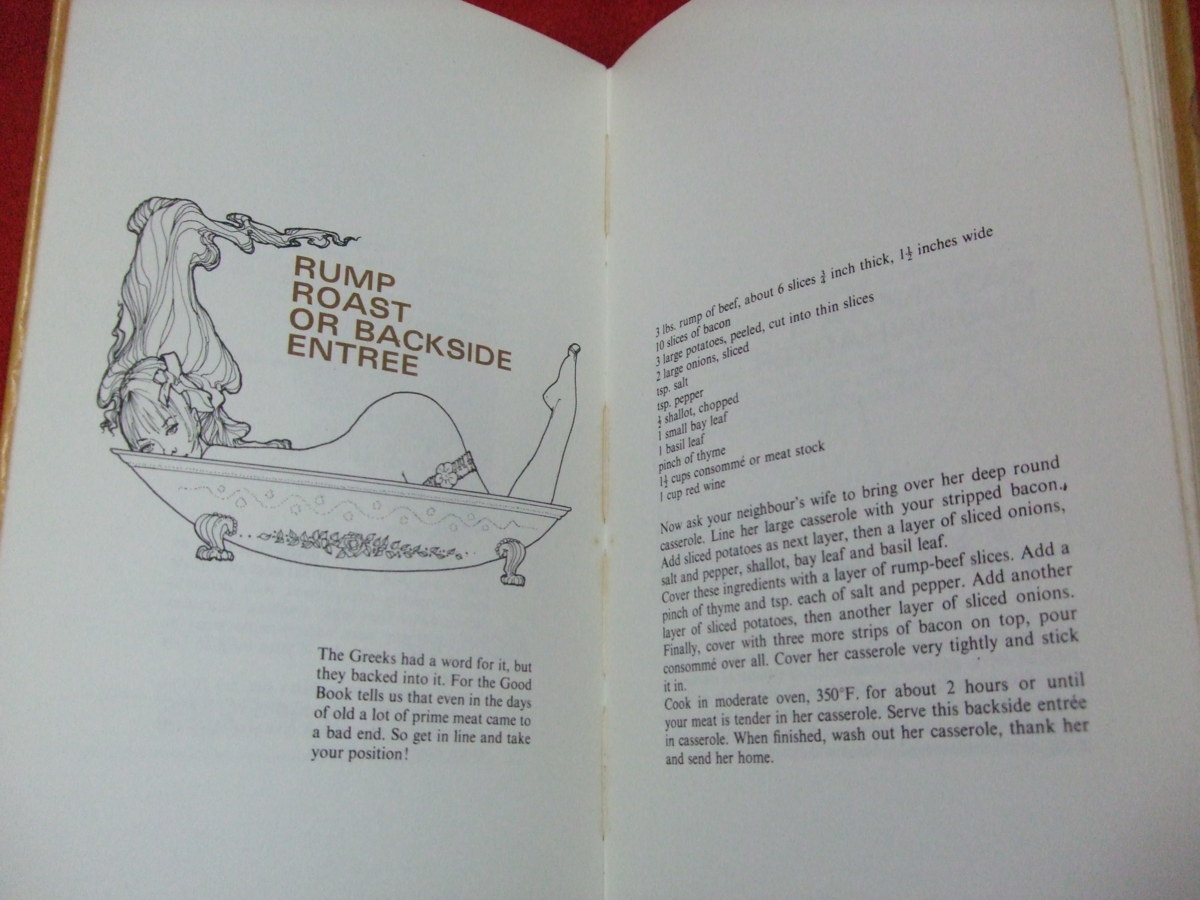 RUMP
ROAST
OR BACKSIDE
ENTREE
The Greeks had a word for it, but
they backed into it. For the Good
Book tells us that even in the days
of old a lot of prime meat came to
a bad end. So get in line and take
your position!
3 lbs. rump of beef, about 6 slices ¾ inch thick, 1½ inches wide
10 slices of bacon
3 large potatoes, peeled, cut into thin slices
2 large onions, sliced
tsp. salt
tsp. pepper
½ shallot, chopped
1 small bay leaf
1 basil leaf
pinch of thyme
1½ cups consommé or meat stock
1 cup red wine
Now ask your neighbour's wife to bring over her deep round
casserole. Line her large casserole with your stripped bacon.
Add sliced potatoes as next layer, then a layer of sliced onions,
salt and pepper, shallot, bay leaf and basil leaf.
Cover these ingredients with a layer of rump-beef slices. Add a
pinch of thyme and tsp. each of salt and pepper. Add another
layer of sliced potatoes, then another layer of sliced onions.
Finally, cover with three more strips of bacon on top, pour
consommé over all. Cover her casserole very tightly and stick
it in.
Cook in moderate oven, 350°F. for about 2 hours or until
your meat is tender in her casserole. Serve this backside entrée
in casserole. When finished, wash out her casserole, thank her
and send her home.